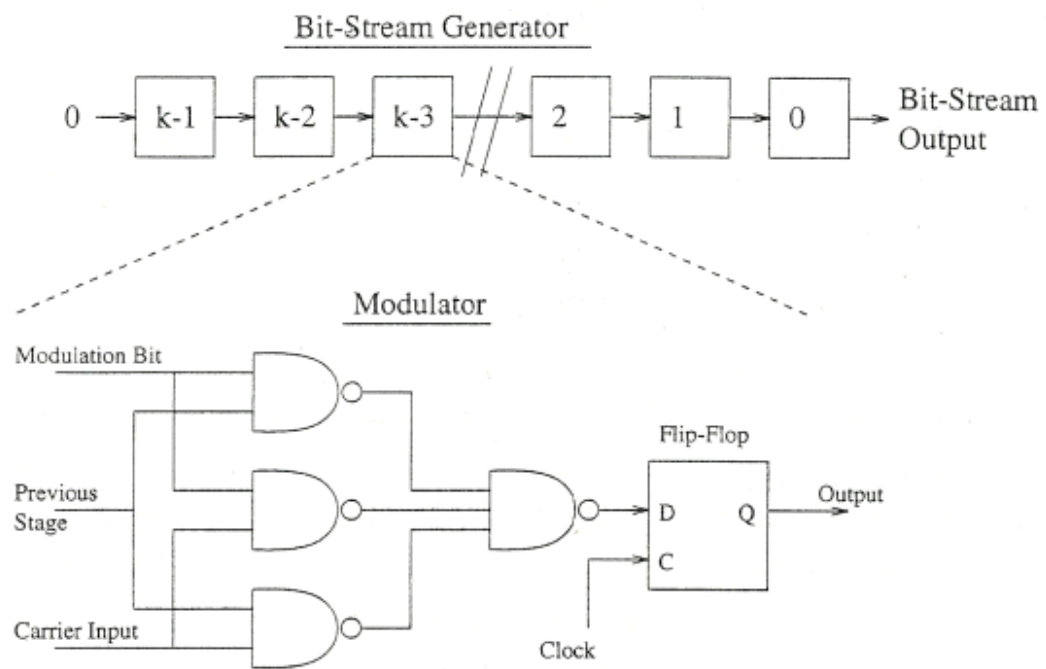 Bit-Stream Generator
0 k-1 k-2 k-3 2 1 0
Bit-Stream
Output
Modulator
Modulation Bit
Flip-Flop
Previous
Stage
D Q
Output
C
Carrier Input
Clock